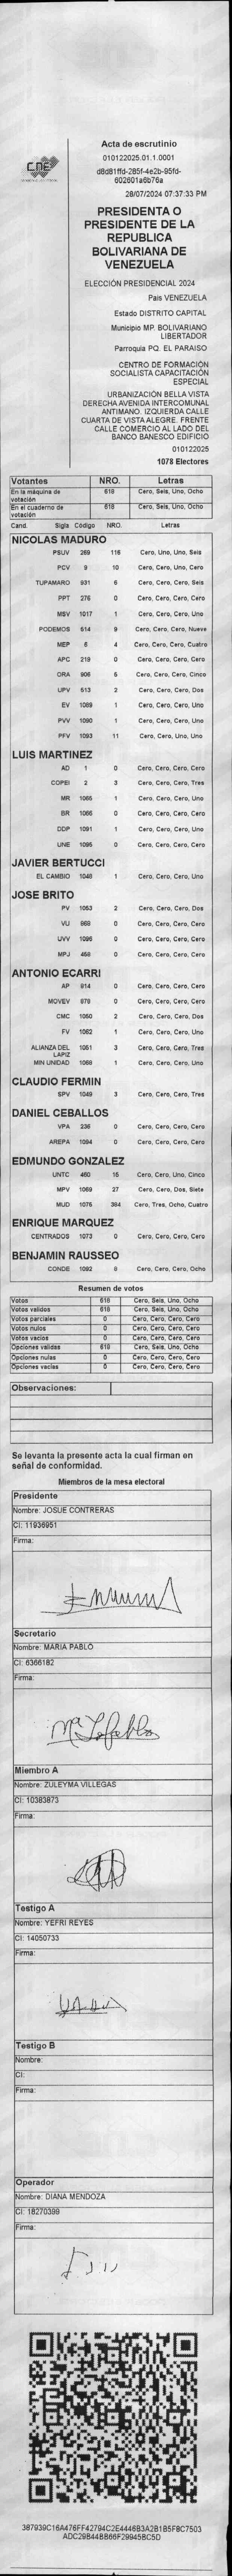 CNE
Acta de escrutinio
010122025.01.1.0001
d8d81ffd-285f-4e2b-95fd-
602601a6b76a
28/07/2024 07:37:33 PM
PRESIDENTA O
PRESIDENTE DE LA
REPUBLICA
BOLIVARIANA DE
VENEZUELA
ELECCIÓN PRESIDENCIAL 2024
Pais VENEZUELA
Estado DISTRITO CAPITAL
Municipio MP. BOLIVARIANO
LIBERTADOR
Parroquia PQ. EL PARAISO
CENTRO DE FORMACIÓN
SOCIALISTA CAPACITACIÓN
ESPECIAL
URBANIZACIÓN BELLA VISTA
DERECHA AVENIDA INTERCOMUNAL
ANTIMANO. IZQUIERDA CALLE
CUARTA DE VISTA ALEGRE. FRENTE
CALLE COMERCIO AL LADO DEL
BANCO BANESCO EDIFICIO
010122025
1078 Electores
Votantes NRO. Letras
En la máquina de votación 618 Cero, Seis, Uno, Ocho
En el cuaderno de votación 618 Cero, Seis, Uno, Ocho
Cand. Sigla Código NRO. Letras
NICOLAS MADURO
PSUV 269 116 Cero, Uno, Uno, Seis
PCV 9 10 Cero, Cero, Uno, Cero
TUPAMARO 931 6 Cero, Cero, Cero, Seis
PPT 276 0 Cero, Cero, Cero, Cero
MSV 1017 1 Cero, Cero, Cero, Uno
PODEMOS 514 9 Cero, Cero, Cero, Nueve
MEP 6 4 Cero, Cero, Cero, Cuatro
APC 219 0 Cero, Cero, Cero, Cero
ORA 906 5 Cero, Cero, Cero, Cinco
UPV 513 2 Cero, Cero, Cero, Dos
EV 1089 1 Cero, Cero, Cero, Uno
PVV 1090 1 Cero, Cero, Cero, Uno
PFV 1093 11 Cero, Cero, Uno, Uno
LUIS MARTINEZ
AD 1 0 Cero, Cero, Cero, Cero
COPEI 2 3 Cero, Cero, Cero, Tres
MR 1065 1 Cero, Cero, Cero, Uno
BR 1066 0 Cero, Cero, Cero, Cero
DDP 1091 1 Cero, Cero, Cero, Uno
UNE 1095 0 Cero, Cero, Cero, Cero
JAVIER BERTUCCI
EL CAMBIO 1048 1 Cero, Cero, Cero, Uno
JOSE BRITO
PV 1053 2 Cero, Cero, Cero, Dos
VU 969 0 Cero, Cero, Cero, Cero
UVV 1096 0 Cero, Cero, Cero, Cero
MPJ 458 0 Cero, Cero, Cero, Cero
ANTONIO ECARRI
AP 814 0 Cero, Cero, Cero, Cero
MOVEV 979 0 Cero, Cero, Cero, Cero
CMC 1050 2 Cero, Cero, Cero, Dos
FV 1062 1 Cero, Cero, Cero, Uno
ALIANZA DEL LAPIZ 1051 3 Cero, Cero, Cero, Tres
MIN UNIDAD 1068 1 Cero, Cero, Cero, Uno
CLAUDIO FERMIN
SPV 1049 3 Cero, Cero, Cero, Tres
DANIEL CEBALLOS
VPA 236 0 Cero, Cero, Cero, Cero
AREPA 1094 0 Cero, Cero, Cero, Cero
EDMUNDO GONZALEZ
UNTC 460 15 Cero, Cero, Uno, Cinco
MPV 1069 27 Cero, Cero, Dos, Siete
MUD 1075 384 Cero, Tres, Ocho, Cuatro
ENRIQUE MARQUEZ
CENTRADOS 1073 0 Cero, Cero, Cero, Cero
BENJAMIN RAUSSEO
CONDE 1092 8 Cero, Cero, Cero, Ocho
Resumen de votos
Votos 618 Cero, Seis, Uno, Ocho
Votos validos 618 Cero, Seis, Uno, Ocho
Votos parciales 0 Cero, Cero, Cero, Cero
Votos nulos 0 Cero, Cero, Cero, Cero
Votos vacios 0 Cero, Cero, Cero, Cero
Opciones validas 618 Cero, Seis, Uno, Ocho
Opciones nulas 0 Cero, Cero, Cero, Cero
Opciones vacias 0 Cero, Cero, Cero, Cero
Observaciones:
Se levanta la presente acta la cual firman en
señal de conformidad.
Miembros de la mesa electoral
Presidente
Nombre: JOSUE CONTRERAS
CI: 11936951
Firma:
Secretario
Nombre: MARIA PABLO
CI: 6366182
Firma:
Miembro A
Nombre: ZULEYMA VILLEGAS
CI: 10383873
Firma:
Testigo A
Nombre: YEFRI REYES
CI: 14050733
Firma:
Testigo B
Nombre:
CI:
Firma:
Operador
Nombre: DIANA MENDOZA
CI: 18270399
Firma:
387939C16A476FF42794C2E4446B3A2B1B5F8C7503
ADC29B44BB66F29945BC5D